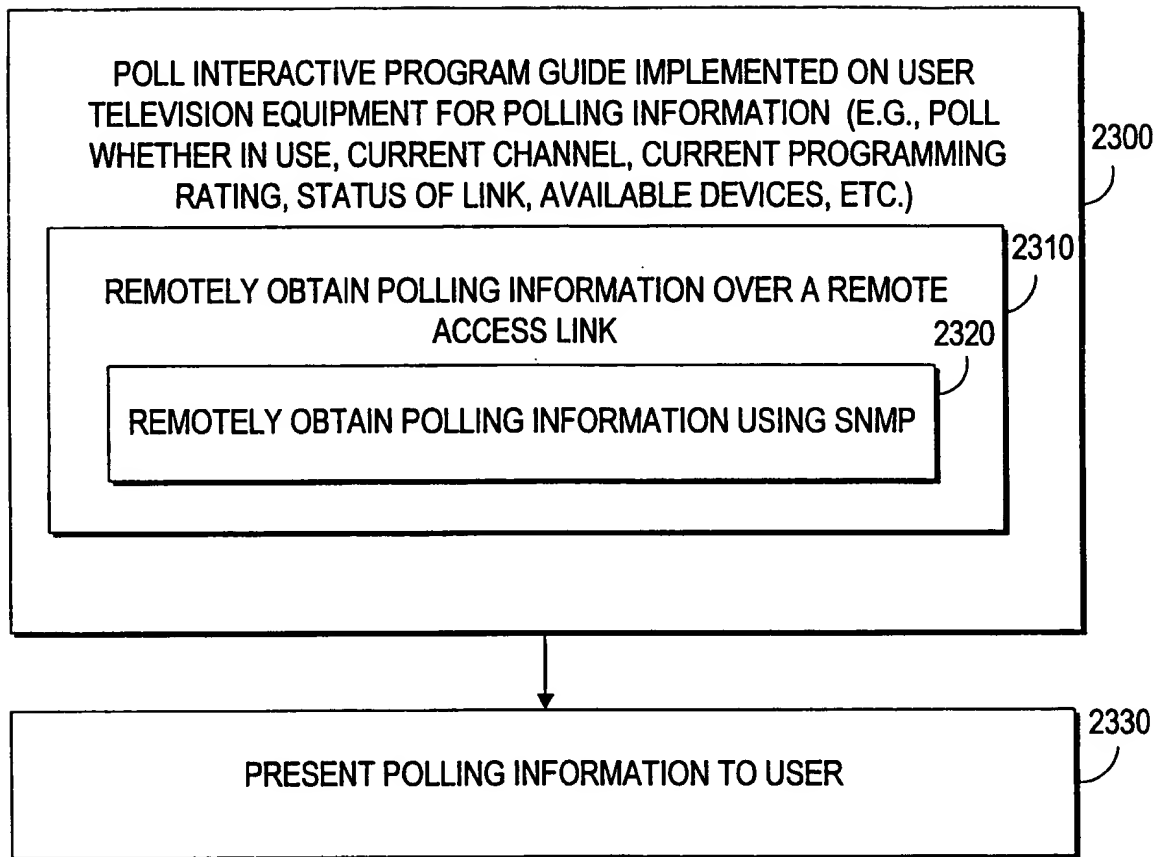 POLL INTERACTIVE PROGRAM GUIDE IMPLEMENTED ON USER
TELEVISION EQUIPMENT FOR POLLING INFORMATION (E.G., POLL
WHETHER IN USE, CURRENT CHANNEL, CURRENT PROGRAMMING
RATING, STATUS OF LINK, AVAILABLE DEVICES, ETC.)
2300
2310
REMOTELY OBTAIN POLLING INFORMATION OVER A REMOTE
ACCESS LINK
2320
REMOTELY OBTAIN POLLING INFORMATION USING SNMP
2330
PRESENT POLLING INFORMATION TO USER